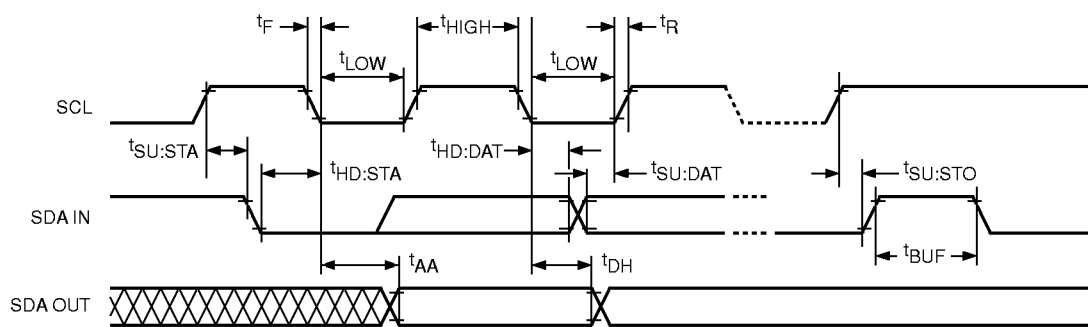 tF tHIGH tR
tLOW tLOW
SCL
tSU:STA tHD:STA tHD:DAT tSU:DAT tSU:STO
SDA IN
tBUF
tAA tDH
SDA OUT